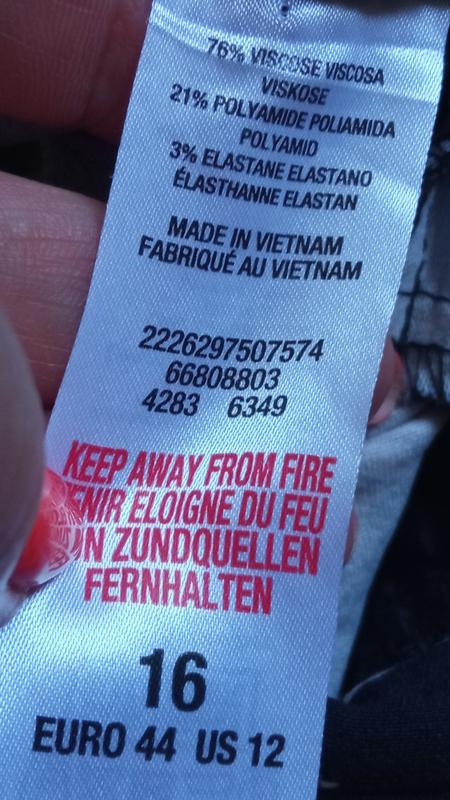 76% VISCOSE VISCOSA
VISKOSE
21% POLYAMIDE POLIAMIDA
POLYAMID
3% ELASTANE ELASTANO
ÉLASTHANNE ELASTAN
MADE IN VIETNAM
FABRIQUÉ AU VIETNAM
2226297507574
66808803
4283 6349
KEEP AWAY FROM FIRE
ELOIGNE DU FEU
ZUNDQUELLEN
FERNHALTEN
16
EURO 44 US 12